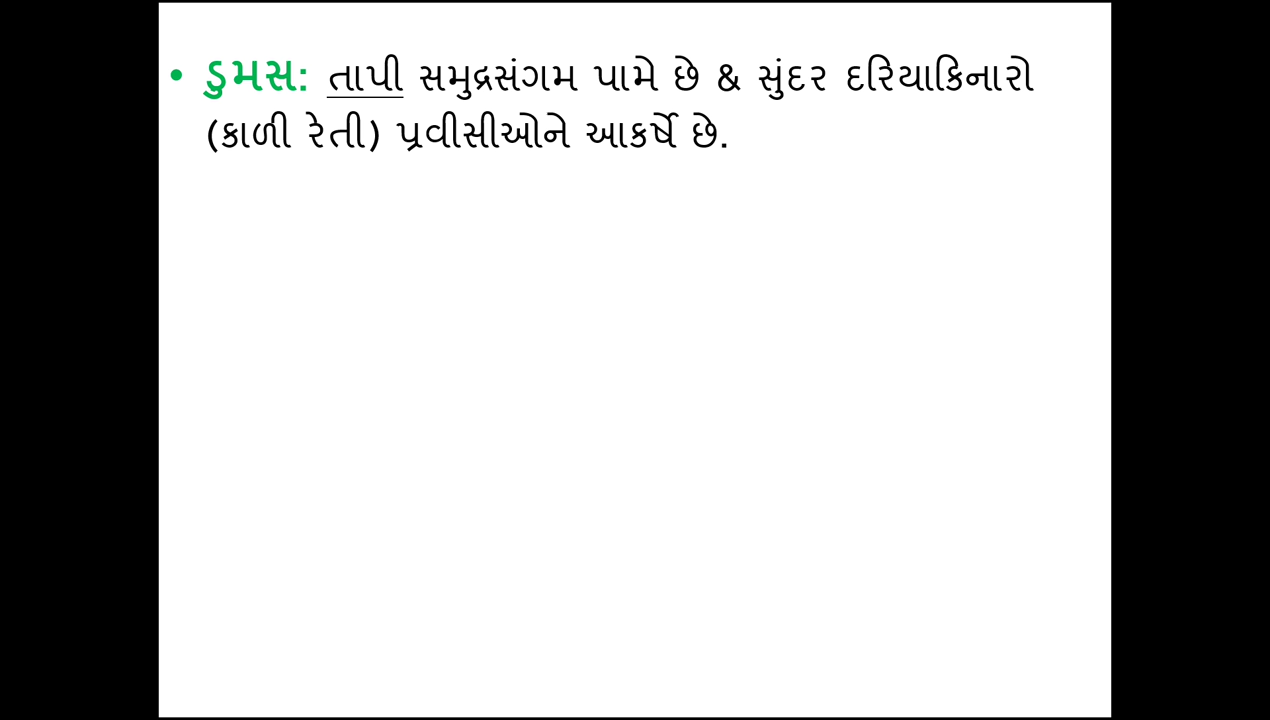 • ડુમસ: તાપી સમુદ્રસંગમ પામે છે & સુંદર દરિયાકિનારો
(કાળી રેતી) પ્રવીસીઓને આકર્ષે છે.